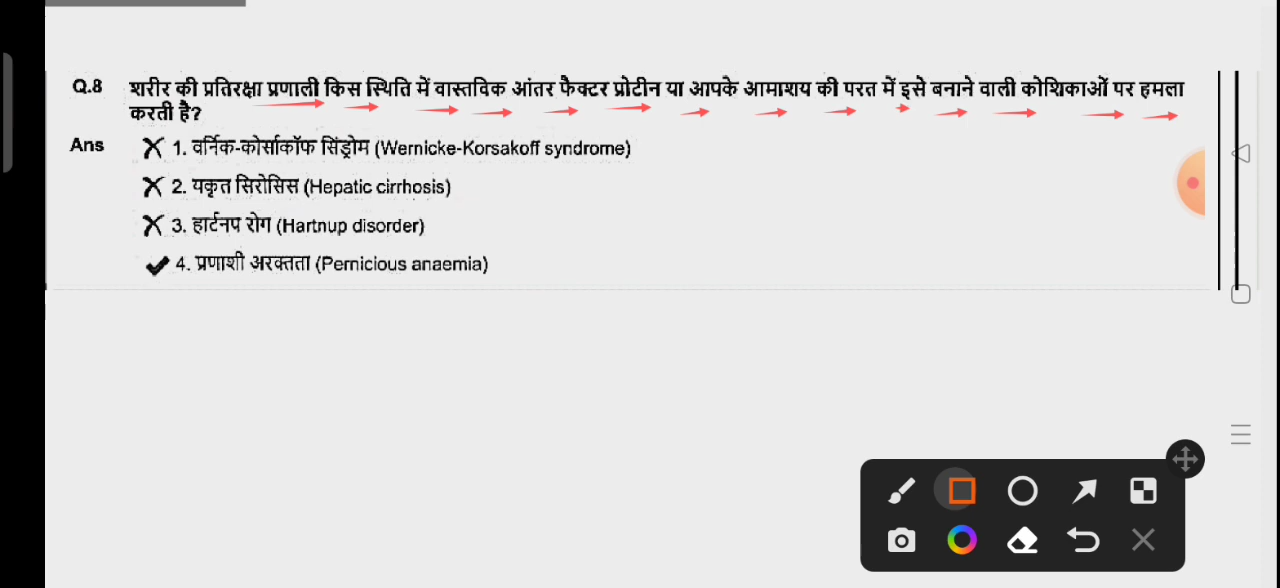 Q.8 शरीर की प्रतिरक्षा प्रणाली किस स्थिति में वास्तविक आंतर फैक्टर प्रोटीन या आपके आमाशय की परत में इसे बनाने वाली कोशिकाओं पर हमला
करती है?
Ans 1. वर्निक-कोर्साकॉफ सिंड्रोम (Wernicke-Korsakoff syndrome)
2. यकृत सिरोसिस (Hepatic cirrhosis)
3. हार्टनप रोग (Hartnup disorder)
4. प्रणाशी अरक्तता (Pernicious anaemia)